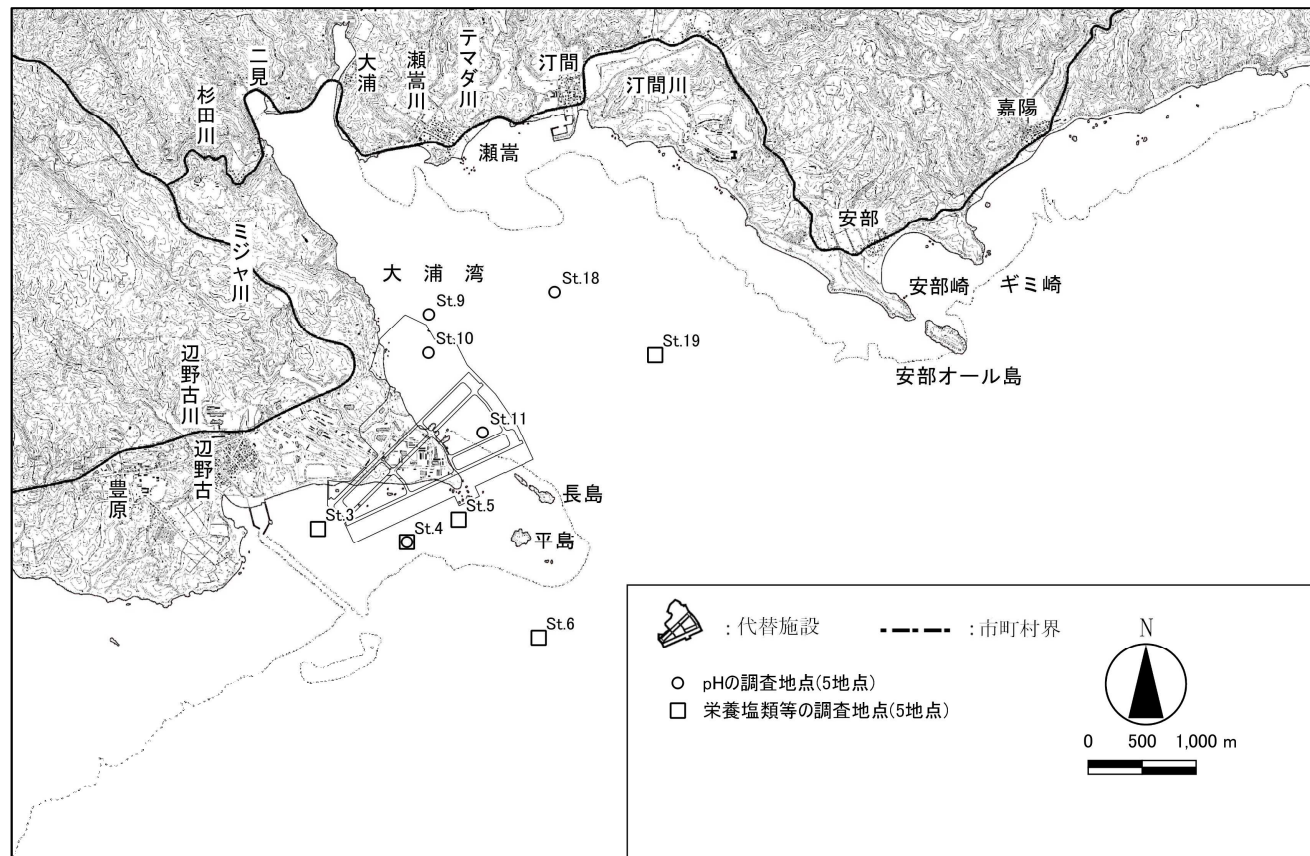 二見
大浦
瀬嵩川
テマダ川
汀間
汀間川
杉田川
瀬嵩
嘉陽
安部
ミジャ川
大浦湾
St.18
St.9
安部崎
ギミ崎
St.10
St.19
安部オール島
辺野古川
St.11
辺野古
豊原
長島
St.3
St.4
St.5
平島
St.6
:代替施設
:市町村界
N
pHの調査地点(5地点)
栄養塩類等の調査地点(5地点)
0 500 1,000 m